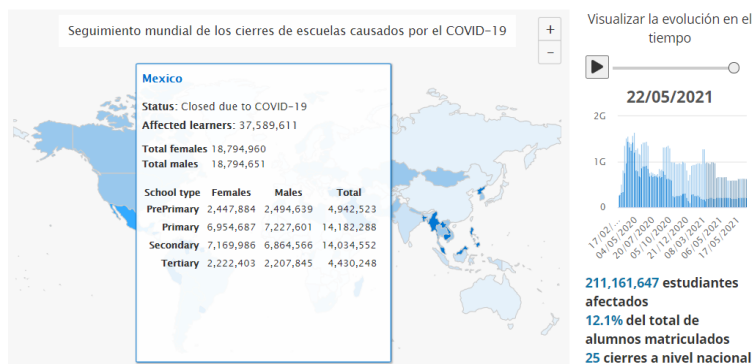 Seguimiento mundial de los cierres de escuelas causados por el COVID-19
+
−
Mexico
Status: Closed due to COVID-19
Affected learners: 37,589,611
Total females 18,794,960
Total males 18,794,651
School type Females Males Total
PrePrimary 2,447,884 2,494,639 4,942,523
Primary 6,954,687 7,227,601 14,182,288
Secondary 7,169,986 6,864,566 14,034,552
Tertiary 2,222,403 2,207,845 4,430,248
Visualizar la evolución en el
tiempo
22/05/2021
2G
1G
0
17/02/...
04/05/2020
20/07/2020
05/10/2020
21/12/2020
08/03/2021
06/05/2021
17/05/2021
211,161,647 estudiantes
afectados
12.1% del total de
alumnos matriculados
25 cierres a nivel nacional